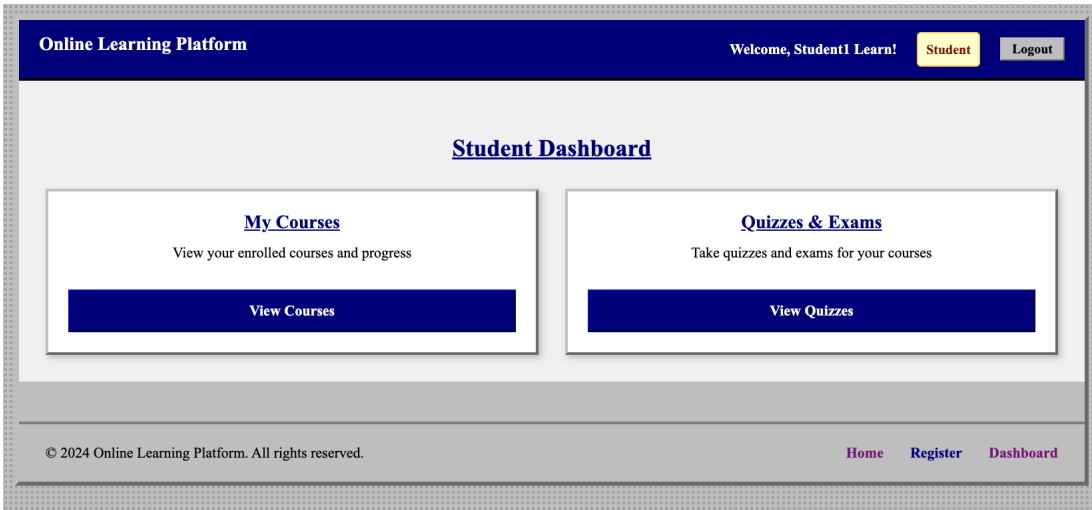 Online Learning Platform
Welcome, Student1 Learn!
Student
Logout
Student Dashboard
My Courses
View your enrolled courses and progress
View Courses
Quizzes & Exams
Take quizzes and exams for your courses
View Quizzes
© 2024 Online Learning Platform. All rights reserved.
Home
Register
Dashboard